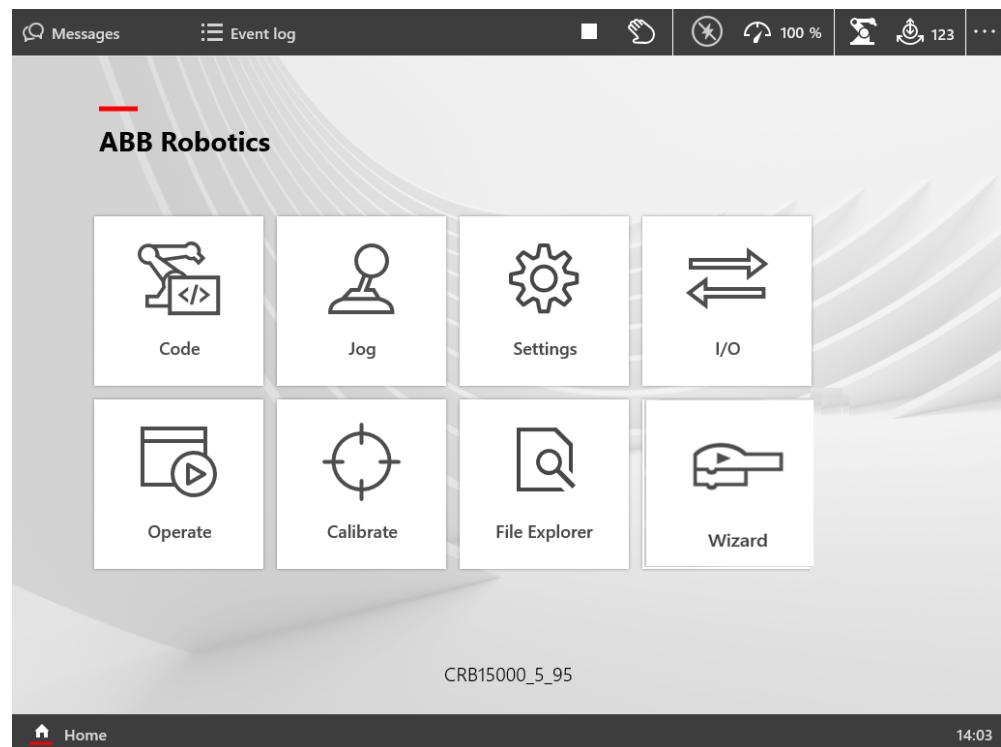 Messages Event log 100 % 123 ...
ABB Robotics
</>
Code Jog Settings I/O
Operate Calibrate File Explorer Wizard
CRB15000_5_95
Home 14:03